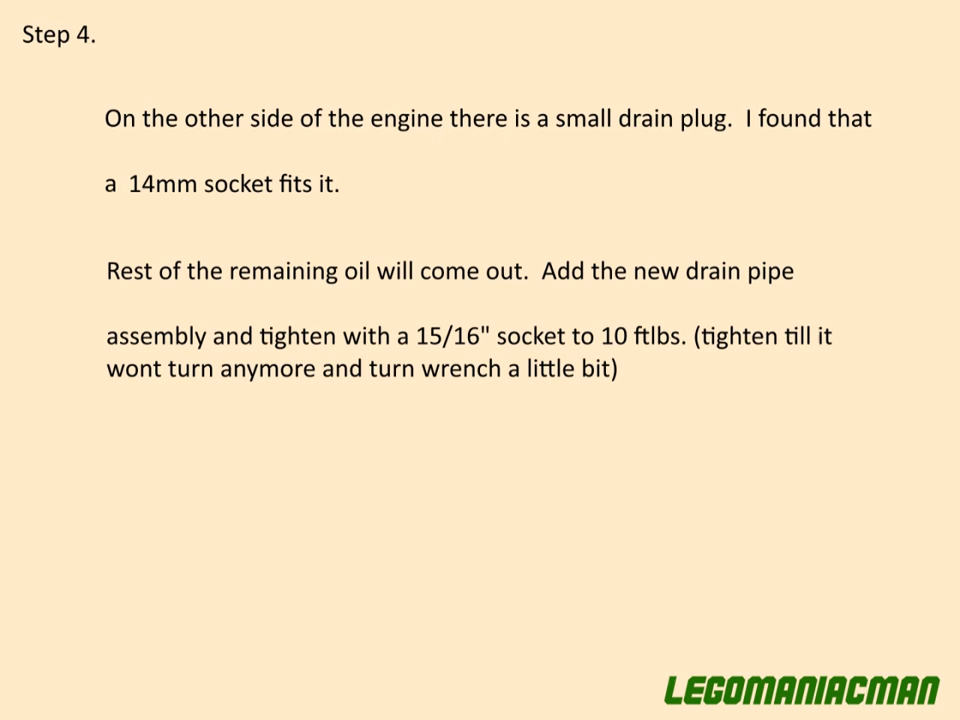 Step 4.
On the other side of the engine there is a small drain plug.  I found that
a  14mm socket fits it.
Rest of the remaining oil will come out.  Add the new drain pipe
assembly and tighten with a 15/16" socket to 10 ftlbs. (tighten till it
wont turn anymore and turn wrench a little bit)
LEGOMANIACMAN